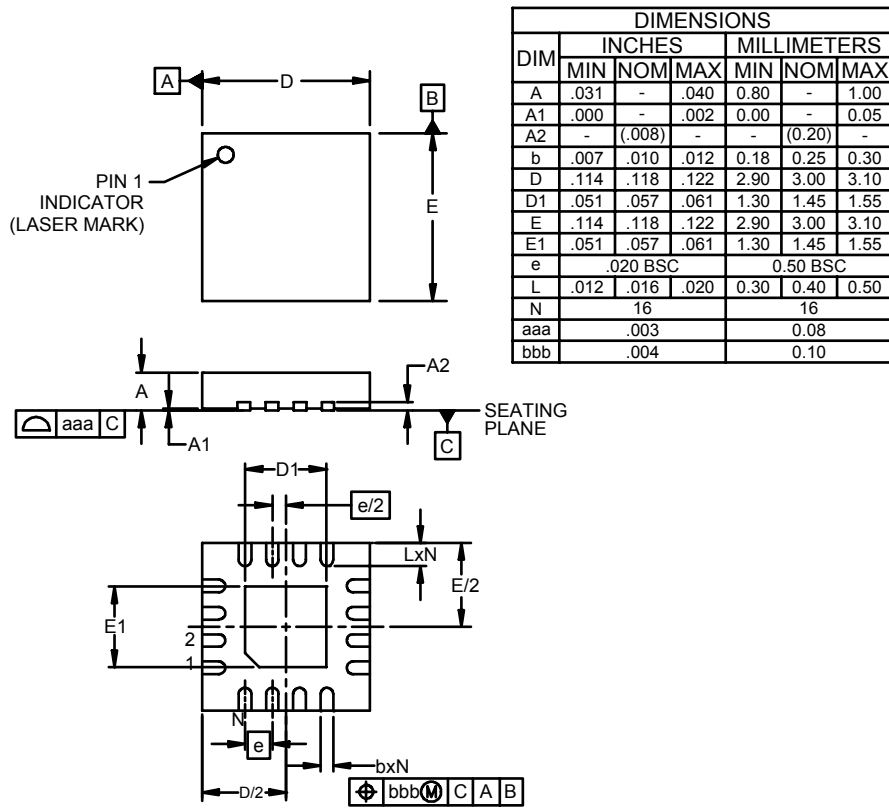 DIMENSIONS
DIM INCHES MILLIMETERS
MIN NOM MAX MIN NOM MAX
A .031 - .040 0.80 - 1.00
A1 .000 - .002 0.00 - 0.05
A2 - (.008) - - (0.20) -
b .007 .010 .012 0.18 0.25 0.30
D .114 .118 .122 2.90 3.00 3.10
D1 .051 .057 .061 1.30 1.45 1.55
E .114 .118 .122 2.90 3.00 3.10
E1 .051 .057 .061 1.30 1.45 1.55
e .020 BSC 0.50 BSC
L .012 .016 .020 0.30 0.40 0.50
N 16 16
aaa .003 0.08
bbb .004 0.10
A D
B
PIN 1
INDICATOR
(LASER MARK)
E
A2
A
SEATING
PLANE
aaa C
A1
C
D1
e/2
LxN
E/2
E1
2
1
N
e
bxN
D/2
bbb M C A B